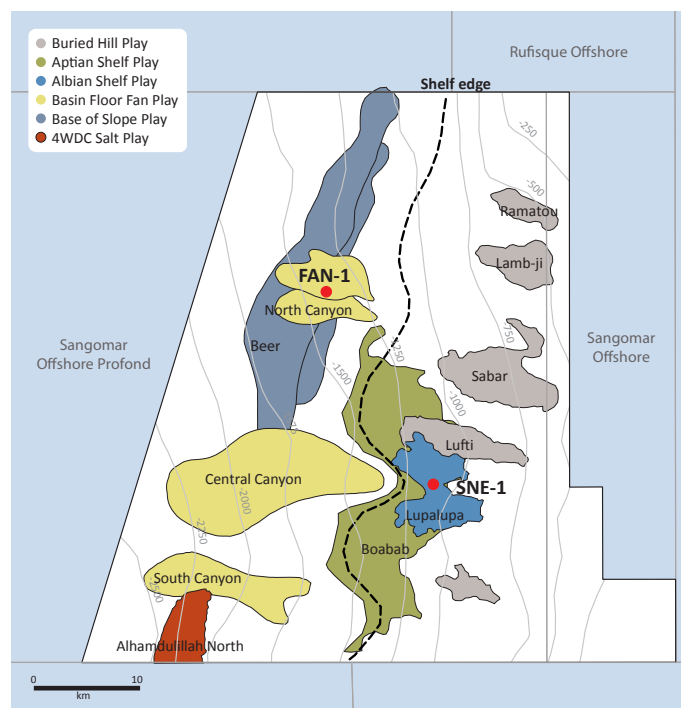 Buried Hill Play
Aptian Shelf Play
Albian Shelf Play
Basin Floor Fan Play
Base of Slope Play
4WDC Salt Play
Rufisque Offshore
Shelf edge
-250
-500
Ramatou
Lamb-ji
FAN-1
North Canyon
Beer
-750
-250
Sangomar
Offshore Profond
Sangomar
Offshore
-1500
Sabar
-1000
Lufti
Central Canyon
SNE-1
-2000
Lupalupa
-2250
Boabab
South Canyon
-2500
Alhamdulillah North
0
10
km